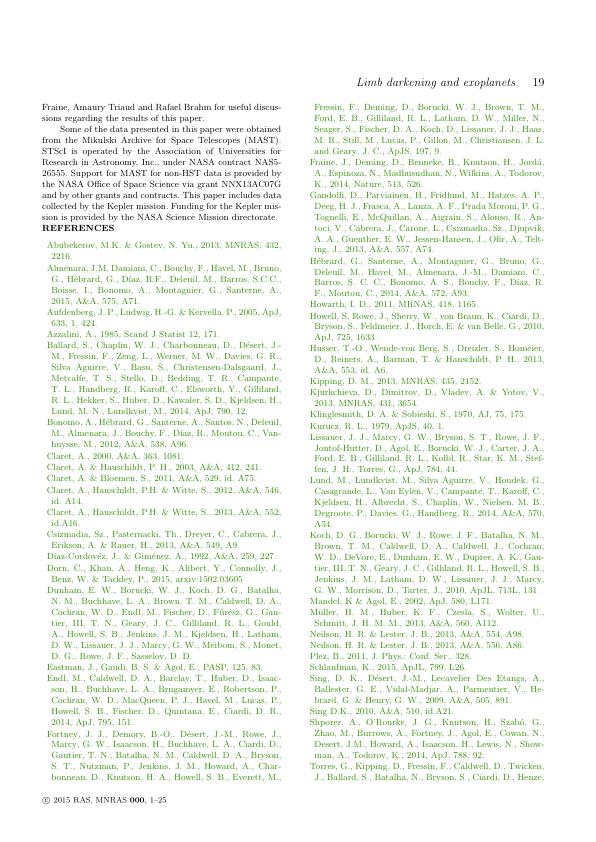 Limb darkening and exoplanets 19
Fraine, Amaury Triaud and Rafael Brahm for useful discus-
sions regarding the results of this paper.
Some of the data presented in this paper were obtained
from the Mikulski Archive for Space Telescopes (MAST).
STScI is operated by the Association of Universities for
Research in Astronomy, Inc., under NASA contract NAS5-
26555. Support for MAST for non-HST data is provided by
the NASA Office of Space Science via grant NNX13AC07G
and by other grants and contracts. This paper includes data
collected by the Kepler mission. Funding for the Kepler mis-
sion is provided by the NASA Science Mission directorate.
REFERENCES
Abubekerov, M.K. & Gostev, N. Yu., 2013, MNRAS, 432,
2216.
Almenara, J.M, Damiani, C., Bouchy, F., Havel, M., Bruno,
G., Hébrard, G., Díaz, R.F., Deleuil, M., Barros, S.C.C.,
Boisse, I., Bonomo, A., Montagnier, G., Santerne, A.,
2015, A&A, 575, A71.
Aufdenberg, J. P., Ludwig, H.-G. & Kervella, P., 2005, ApJ,
633, 1, 424.
Azzalini, A., 1985, Scand J Statist 12, 171.
Ballard, S., Chaplin, W. J., Charbonneau, D., Désert, J.-
M., Fressin, F., Zeng, L., Werner, M. W., Davies, G. R.,
Silva Aguirre, V., Basu, S., Christensen-Dalsgaard, J.,
Metcalfe, T. S., Stello, D., Bedding, T. R., Campante,
T. L., Handberg, R., Karoff, C., Elsworth, Y., Gilliland,
R. L., Hekker, S., Huber, D., Kawaler, S. D., Kjeldsen, H.,
Lund, M. N., Lundkvist, M., 2014, ApJ, 790, 12.
Bonomo, A., Hébrard, G., Santerne, A., Santos, N., Deleuil,
M., Almenara, J., Bouchy, F., Díaz, R., Moutou, C., Van-
huysse, M., 2012, A&A, 538, A96.
Claret, A., 2000, A&A, 363, 1081.
Claret, A. & Hauschildt, P. H., 2003, A&A, 412, 241.
Claret, A. & Bloemen, S., 2011, A&A, 529, id. A75.
Claret, A., Hauschildt, P.H. & Witte, S., 2012, A&A, 546,
id. A14.
Claret, A., Hauschildt, P.H. & Witte, S., 2013, A&A, 552,
id.A16.
Csizmadia, Sz., Pasternacki, Th., Dreyer, C., Cabrera, J.,
Erikson, A. & Rauer, H., 2013, A&A, 549, A9.
Díaz-Cordovéz, J., & Giménez, A., 1992, A&A, 259, 227.
Dorn, C., Khan, A., Heng, K., Alibert, Y., Connolly, J.,
Benz, W. & Tackley, P., 2015, arxiv:1502.03605
Dunham, E. W., Borucki, W. J., Koch, D. G., Batalha,
N. M., Buchhave, L. A., Brown, T. M., Caldwell, D. A.,
Cochran, W. D., Endl, M., Fischer, D., Fűrész, G., Gau-
tier, III, T. N., Geary, J. C., Gilliland, R. L., Gould,
A., Howell, S. B., Jenkins, J. M., Kjeldsen, H., Latham,
D. W., Lissauer, J. J., Marcy, G. W., Meibom, S., Monet,
D. G., Rowe, J. F., Sasselov, D. D.
Eastman, J., Gaudi, B. S. & Agol, E., PASP, 125, 83.
Endl, M., Caldwell, D. A., Barclay, T., Huber, D., Isaac-
son, H., Buchhave, L. A., Brugamyer, E., Robertson, P.,
Cochran, W. D., MacQueen, P. J., Havel, M., Lucas, P.,
Howell, S. B., Fischer, D., Quintana, E., Ciardi, D. R.,
2014, ApJ, 795, 151.
Fortney, J. J., Demory, B.-O., Désert, J.-M., Rowe, J.,
Marcy, G. W., Isaacson, H., Buchhave, L. A., Ciardi, D.,
Gautier, T. N., Batalha, N. M., Caldwell, D. A., Bryson,
S. T., Nutzman, P., Jenkins, J. M., Howard, A., Char-
bonneau, D., Knutson, H. A., Howell, S. B., Everett, M.,
Fressin, F., Deming, D., Borucki, W. J., Brown, T. M.,
Ford, E. B., Gilliland, R. L., Latham, D. W., Miller, N.,
Seager, S., Fischer, D. A., Koch, D., Lissauer, J. J., Haas,
M. R., Still, M., Lucas, P., Gillon, M., Christiansen, J. L.
and Geary, J. C., ApJS, 197, 9.
Fraine, J., Deming, D., Benneke, B., Knutson, H., Jordá,
A., Espinoza, N., Madhusudhan, N., Wilkins, A., Todorov,
K., 2014, Nature, 513, 526.
Gandolfi, D., Parviainen, H., Fridlund, M., Hatzes, A. P.,
Deeg, H. J., Frasca, A., Lanza, A. F., Prada Moroni, P. G.,
Tognelli, E., McQuillan, A., Aigrain, S., Alonso, R., An-
toci, V., Cabrera, J., Carone, L., Csizmadia, Sz., Djupvik,
A. A., Guenther, E. W., Jessen-Hansen, J., Ofir, A., Telt-
ing, J., 2013, A&A, 557, A74.
Hébrard, G., Santerne, A., Montagnier, G., Bruno, G.,
Deleuil, M., Havel, M., Almenara, J.-M., Damiani, C.,
Barros, S. C. C., Bonomo, A. S., Bouchy, F., Díaz, R.
F., Moutou, C., 2014, A&A, 572, A93.
Howarth, I. D., 2011, MRNAS, 418, 1165.
Howell, S, Rowe, J., Sherry, W., von Braun, K., Ciardi, D.,
Bryson, S., Feldmeier, J., Horch, E. & van Belle, G., 2010,
ApJ, 725, 1633.
Husser, T.-O., Wende-von Berg, S., Dreizler, S., Homeier,
D., Reiners, A., Barman, T. & Hauschildt, P. H., 2013,
A&A, 553, id. A6.
Kipping, D. M., 2013, MNRAS, 435, 2152.
Kjurkchieva, D., Dimitrov, D., Vladev, A. & Yotov, V.,
2013, MNRAS, 431, 3654.
Klinglesmith, D. A. & Sobieski, S., 1970, AJ, 75, 175.
Kurucz, R. L., 1979, ApJS, 40, 1.
Lissauer, J. J., Marcy, G. W., Bryson, S. T., Rowe, J. F.,
Jontof-Hutter, D., Agol, E., Borucki, W. J., Carter, J. A.,
Ford, E. B., Gilliland, R. L., Kolbl, R., Star, K. M., Stef-
fen, J. H., Torres, G., ApJ, 784, 44.
Lund, M., Lundkvist, M., Silva Aguirre, V., Houdek, G.,
Casagrande, L., Van Eylen, V., Campante, T., Karoff, C.,
Kjeldsen, H., Albrecht, S., Chaplin, W., Nielsen, M. B.,
Degroote, P., Davies, G., Handberg, R., 2014, A&A, 570,
A54.
Koch, D. G., Borucki, W. J., Rowe, J. F., Batalha, N. M.,
Brown, T. M., Caldwell, D. A., Caldwell, J., Cochran,
W. D., DeVore, E., Dunham, E. W., Dupree, A. K., Gau-
tier, III, T. N., Geary, J. C., Gilliland, R. L., Howell, S. B.,
Jenkins, J. M., Latham, D. W., Lissauer, J. J., Marcy,
G. W., Morrison, D., Tarter, J., 2010, ApJL, 713L, 131
Mandel, K & Agol, E., 2002, ApJ, 580, L171.
Müller, H. M., Huber, K. F., Czesla, S., Wolter, U.,
Schmitt, J. H. M. M., 2013, A&A, 560, A112.
Neilson, H. R. & Lester, J. B., 2013, A&A, 554, A98.
Neilson, H. R. & Lester, J. B., 2013, A&A, 556, A86.
Plez, B., 2011, J. Phys.: Conf. Ser., 328.
Schlaufman, K., 2015, ApJL, 799, L26.
Sing, D. K., Désert, J.-M., Lecavelier Des Etangs, A.,
Ballester, G. E., Vidal-Madjar, A., Parmentier, V., He-
brard, G. & Henry, G. W., 2009, A&A, 505, 891.
Sing D.K., 2010, A&A, 510, id.A21.
Shporer, A., O'Rourke, J. G., Knutson, H., Szabó, G.,
Zhao, M., Burrows, A., Fortney, J., Agol, E., Cowan, N.,
Desert, J.M., Howard, A., Isaacson, H., Lewis, N., Show-
man, A., Todorov, K., 2014, ApJ, 788, 92.
Torres, G., Kipping, D., Fressin, F., Caldwell, D., Twicken,
J., Ballard, S., Batalha, N., Bryson, S., Ciardi, D., Henze,
© 2015 RAS, MNRAS 000, 1–25